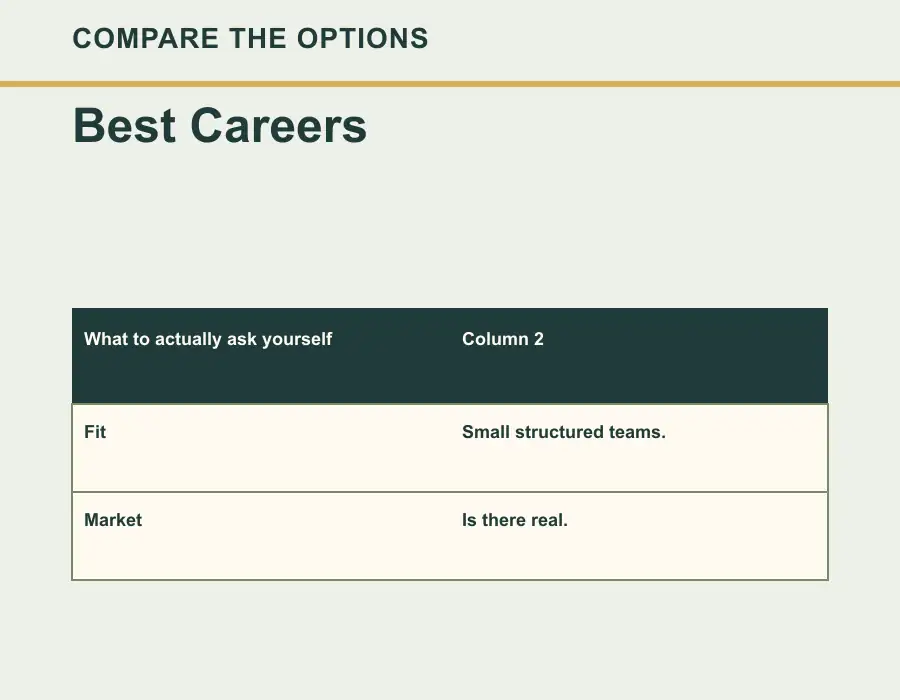 COMPARE THE OPTIONS
Best Careers
What to actually ask yourself Column 2
Fit Small structured teams.
Market Is there real.